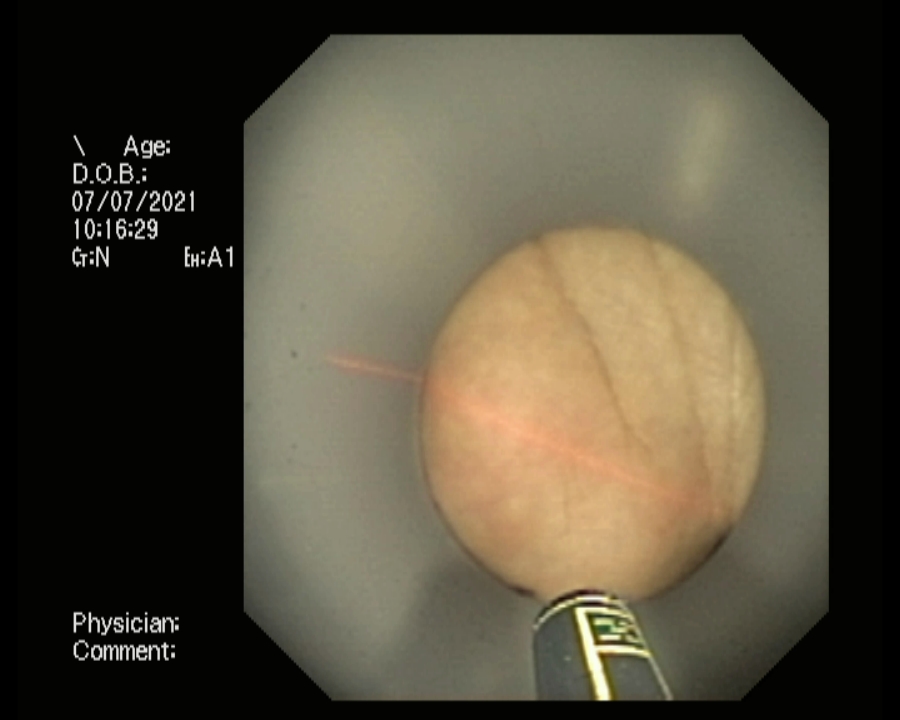 \ Age:
D.O.B.:
07/07/2021
10:16:29
Cr:N EH:A1
Physician:
Comment: